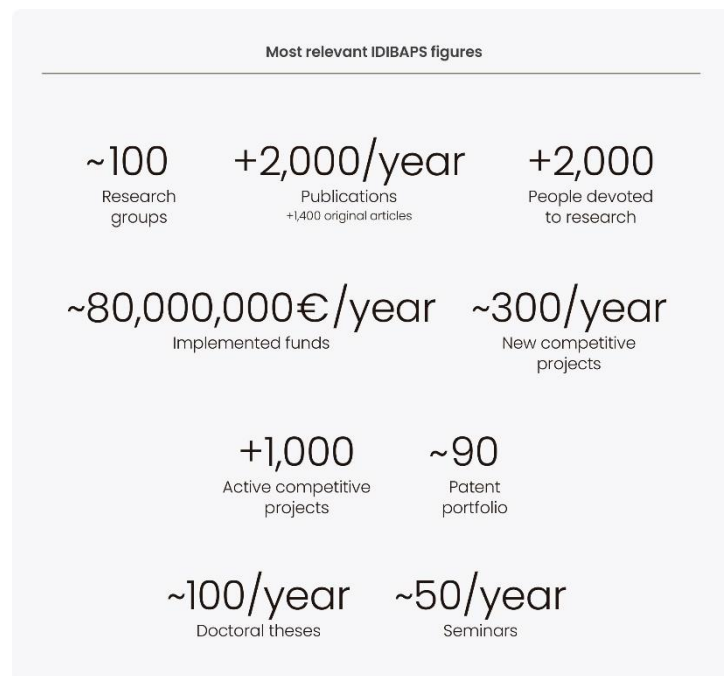 Most relevant IDIBAPS figures
~100
Research
groups
+2,000/year
Publications
+1,400 original articles
+2,000
People devoted
to research
~80,000,000€/year
Implemented funds
~300/year
New competitive
projects
+1,000
Active competitive
projects
~90
Patent
portfolio
~100/year
Doctoral theses
~50/year
Seminars